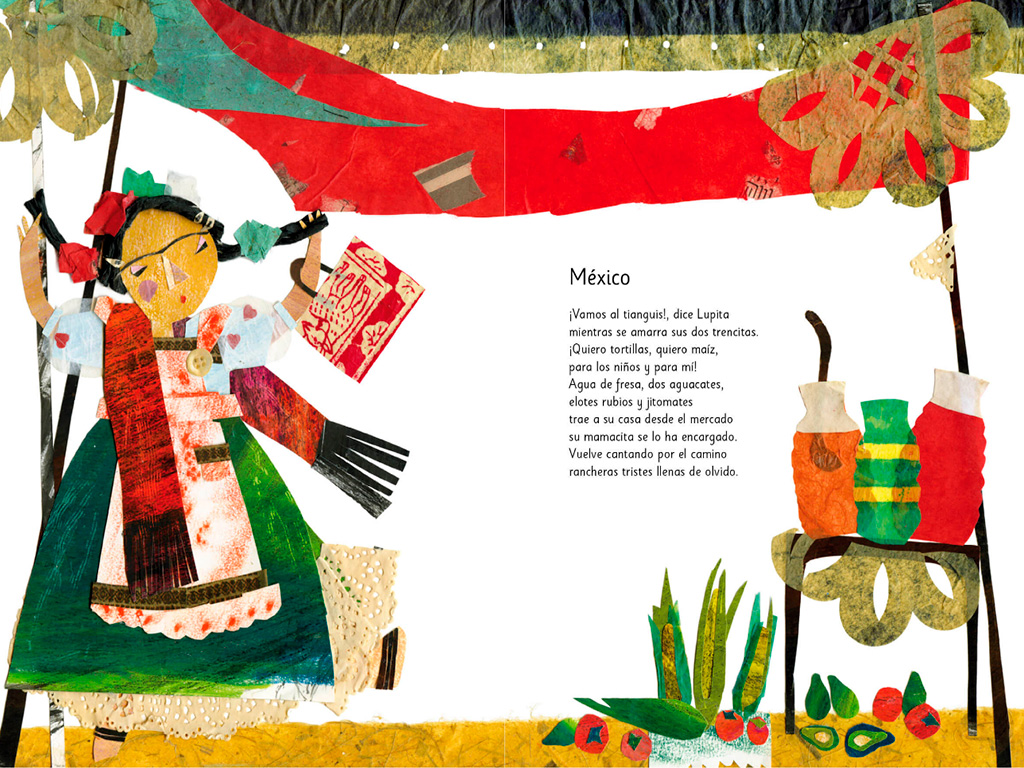 México
¡Vamos al tianguis!, dice Lupita
mientras se amarra sus dos trencitas.
¡Quiero tortillas, quiero maíz,
para los niños y para mí!
Agua de fresa, dos aguacates,
elotes rubios y jitomates
trae a su casa desde el mercado
su mamacita se lo ha encargado.
Vuelve cantando por el camino
rancheras tristes llenas de olvido.